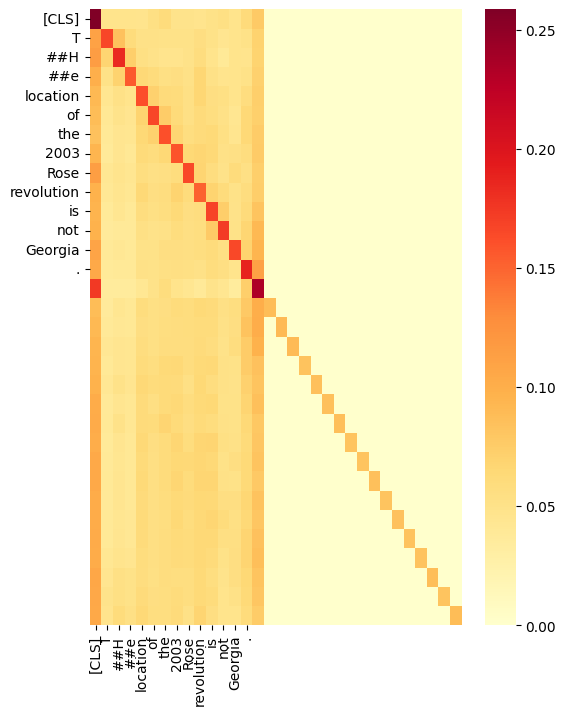 [CLS]
T
##H
##e
location
of
the
2003
Rose
revolution
is
not
Georgia
.
0.25
0.20
0.15
0.10
0.05
0.00
[CLS]
T
##H
##e
location
of
the
2003
Rose
revolution
is
not
Georgia
.